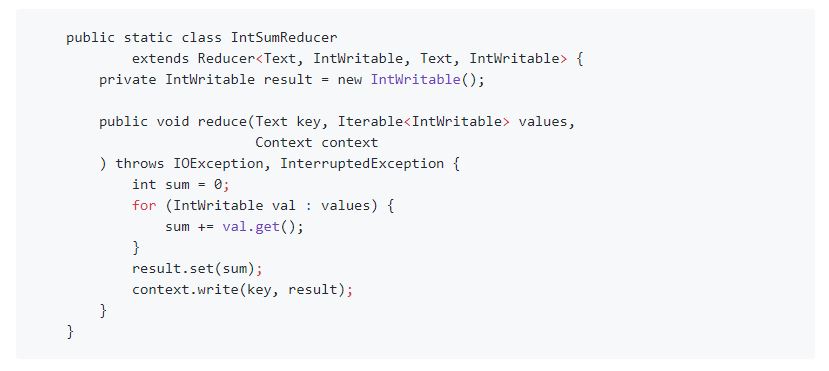 public static class IntSumReducer
        extends Reducer<Text, IntWritable, Text, IntWritable> {
    private IntWritable result = new IntWritable();

    public void reduce(Text key, Iterable<IntWritable> values,
                       Context context
    ) throws IOException, InterruptedException {
        int sum = 0;
        for (IntWritable val : values) {
            sum += val.get();
        }
        result.set(sum);
        context.write(key, result);
    }
}